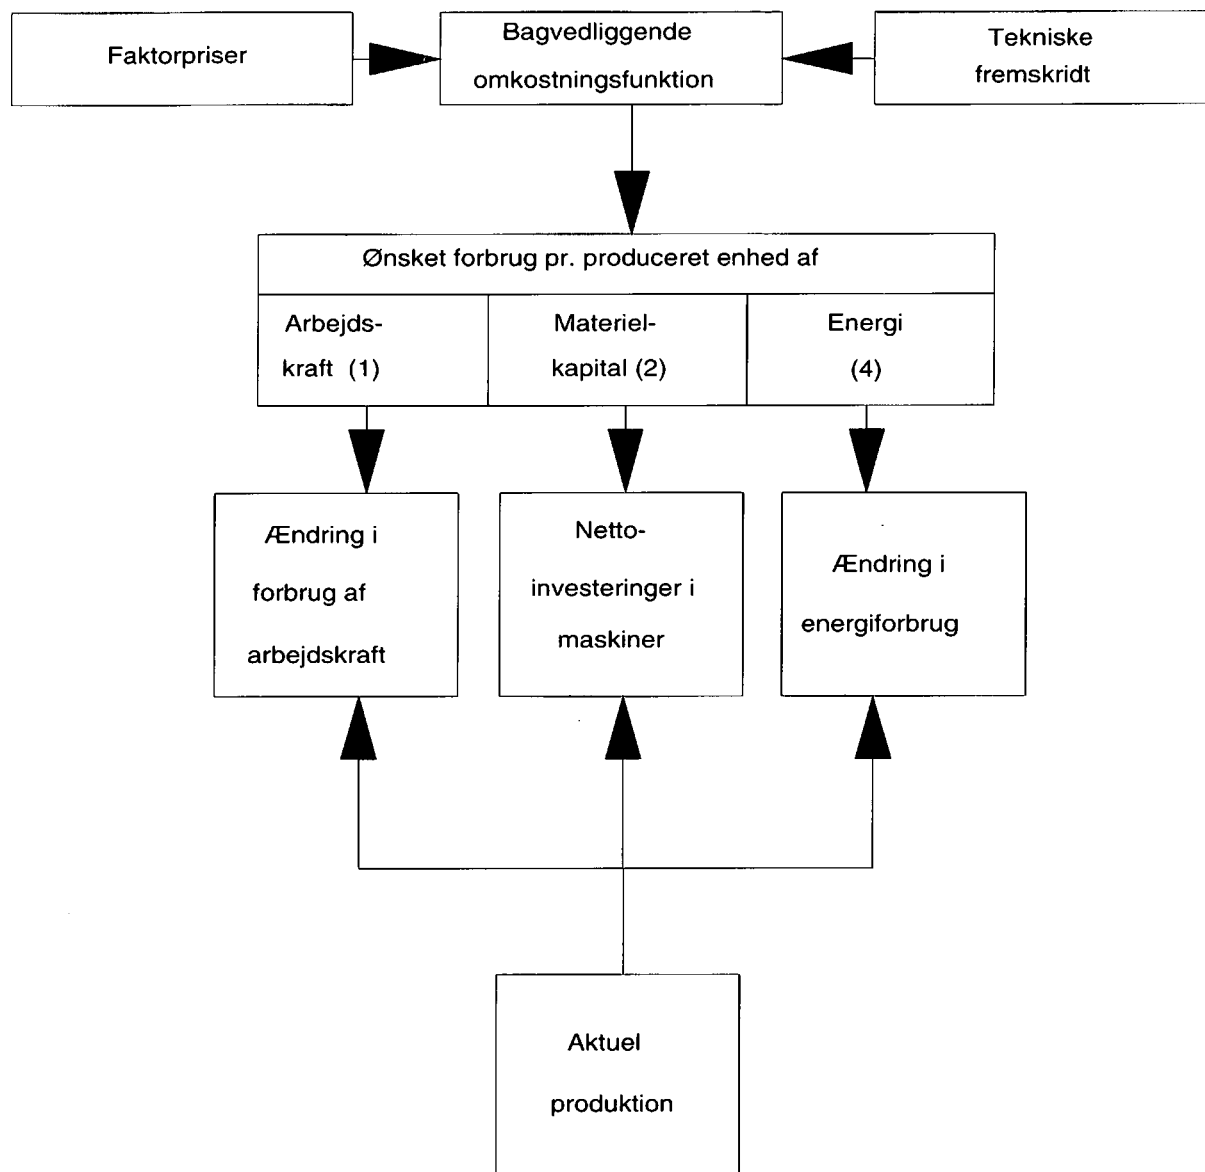 Faktorpriser
Bagvedliggende
omkostningsfunktion
Tekniske
fremskridt
Ønsket forbrug pr. produceret enhed af
Arbejds-
kraft (1)
Materiel-
kapital (2)
Energi
(4)
Ændring i
forbrug af
arbejdskraft
Netto-
investeringer i
maskiner
Ændring i
energiforbrug
Aktuel
produktion